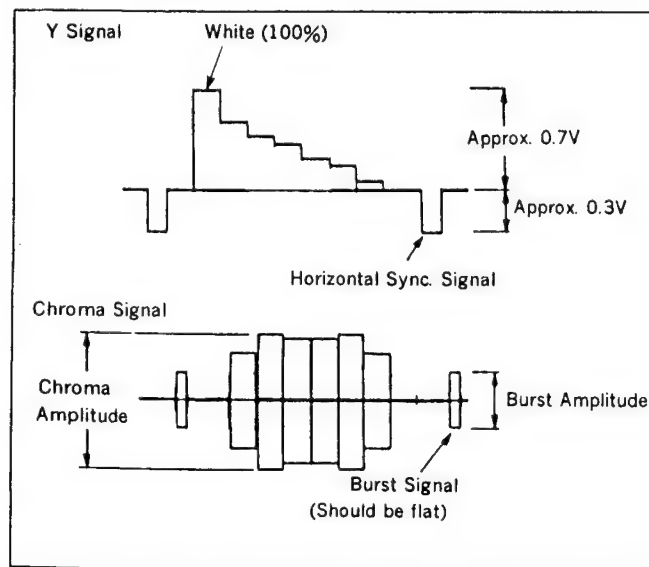 Y Signal
White (100%)
Approx. 0.7V
Approx. 0.3V
Horizontal Sync. Signal
Chroma Signal
Chroma
Amplitude
Burst Amplitude
Burst Signal
(Should be flat)